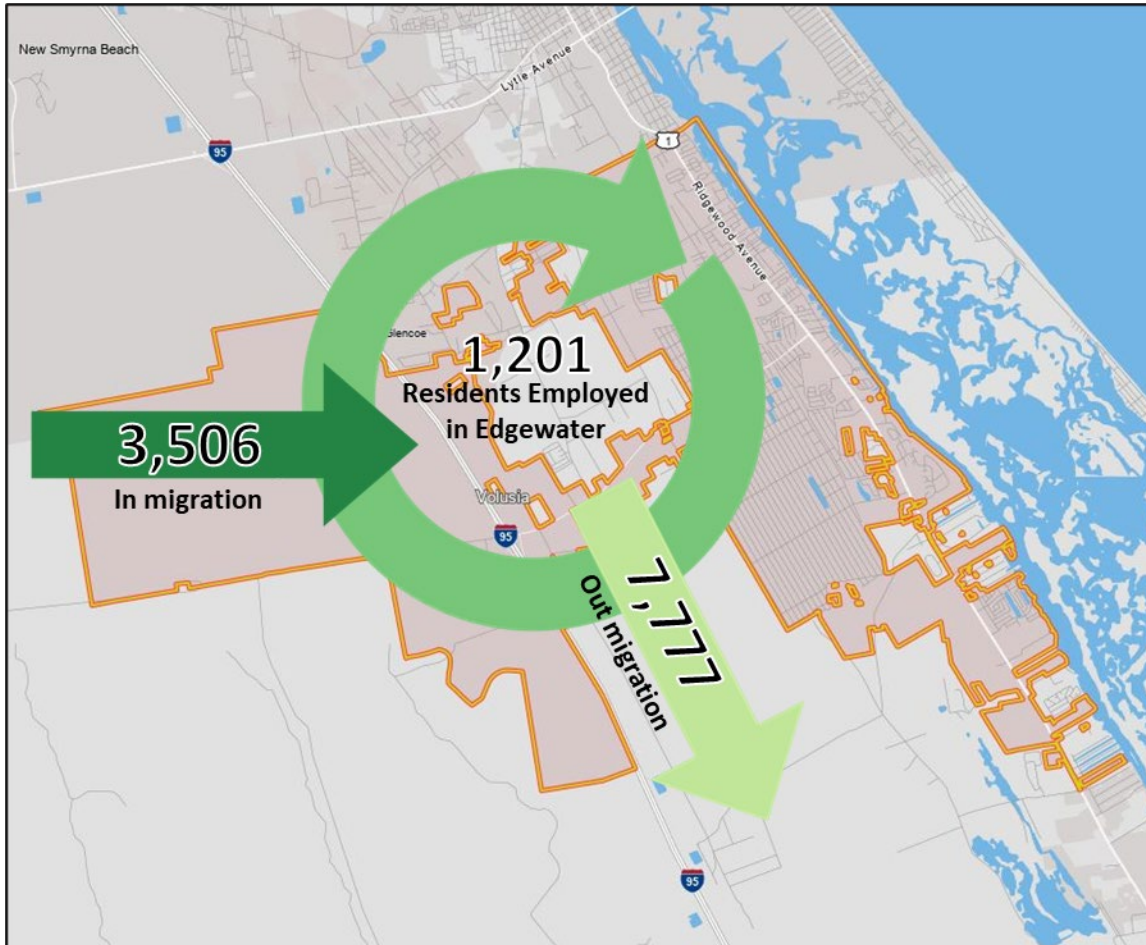 New Smyrna Beach
Lytle Avenue
95
1
Ridgewood Avenue
Glencoe
1,201
Residents Employed
in Edgewater
3,506
In migration
Volusia
95
7,777
Out migration
95